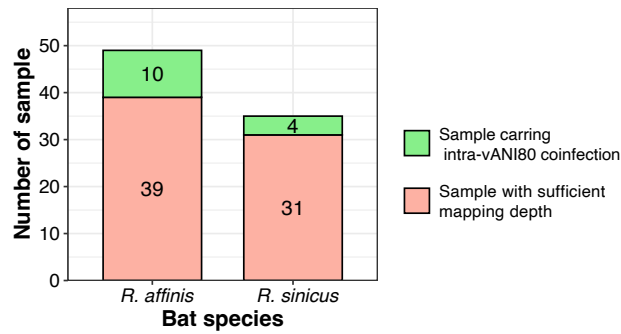 Number of sample
50
40
30
20
10
0
10
39
4
31
R. affinis
R. sinicus
Bat species
Sample carring
intra-vANI80 coinfection
Sample with sufficient
mapping depth